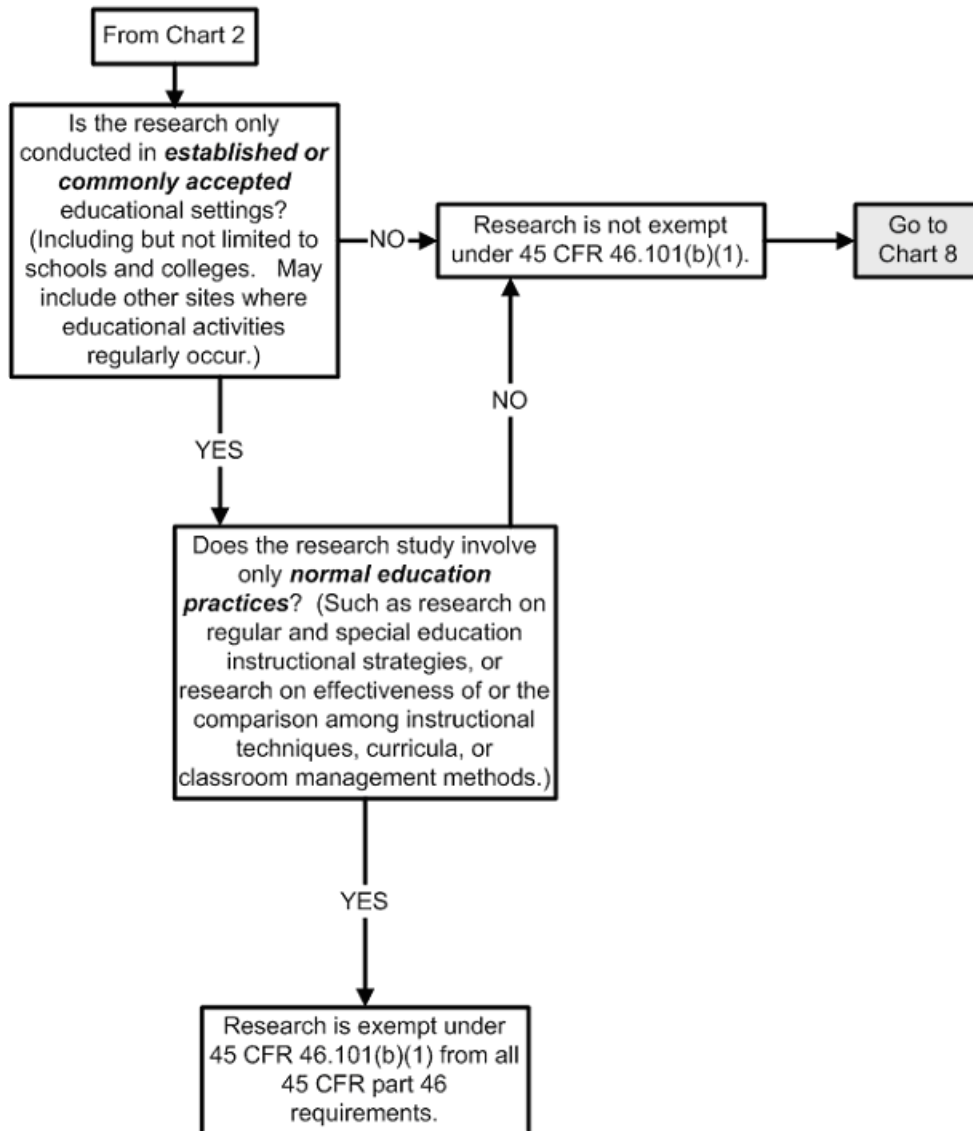 From Chart 2
Is the research only
conducted in established or
commonly accepted
educational settings?
(Including but not limited to
schools and colleges. May
include other sites where
educational activities
regularly occur.)
NO
Research is not exempt
under 45 CFR 46.101(b)(1).
Go to
Chart 8
YES
NO
Does the research study involve
only normal education
practices? (Such as research on
regular and special education
instructional strategies, or
research on effectiveness of or the
comparison among instructional
techniques, curricula, or
classroom management methods.)
YES
Research is exempt under
45 CFR 46.101(b)(1) from all
45 CFR part 46
requirements.